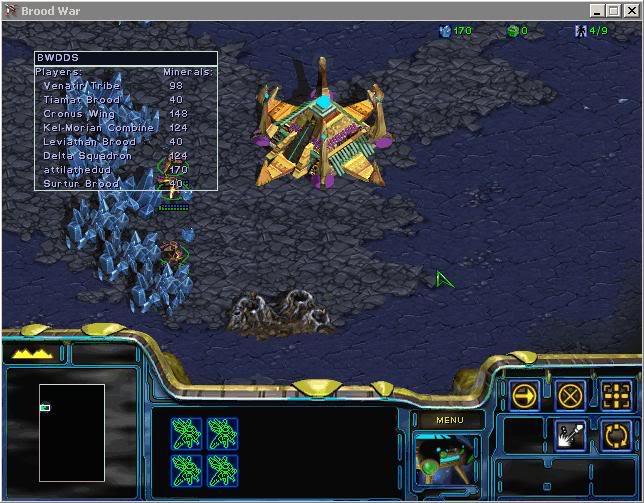 Brood War
170 0 4/9
BWDDS
Players: Minerals:
Venatir Tribe 98
Tiamat Brood 40
Cronus Wing 148
Kel-Morian Combine 124
Leviathan Brood 40
Delta Squadron 124
attilathedud 170
Surtur Brood 40
MENU